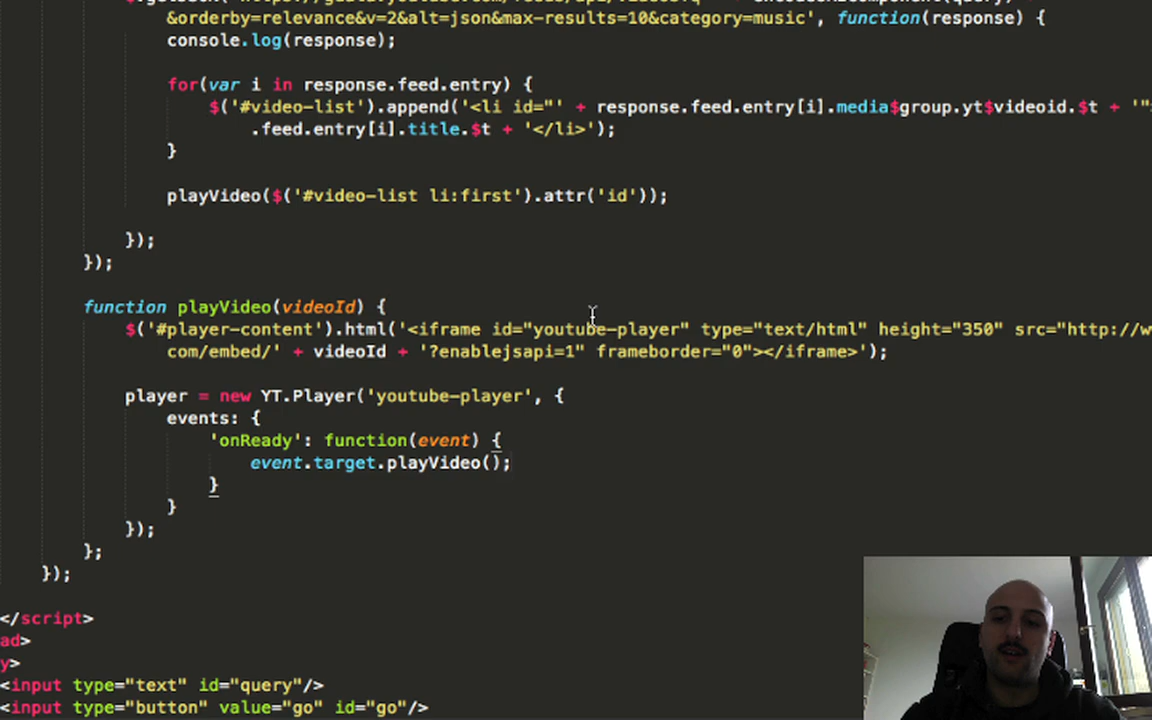 &orderby=relevance&v=2&alt=json&max-results=10&category=music', function(response) {
console.log(response);
for(var i in response.feed.entry) {
$('#video-list').append('<li id="' + response.feed.entry[i].media$group.yt$videoid.$t + '"
.feed.entry[i].title.$t + '</li>');
}
playVideo($('#video-list li:first').attr('id'));
});
});
function playVideo(videoId) {
$('#player-content').html('<iframe id="youtube-player" type="text/html" height="350" src="http://w
com/embed/' + videoId + '?enablejsapi=1" frameborder="0"></iframe>');
player = new YT.Player('youtube-player', {
events: {
'onReady': function(event) {
event.target.playVideo();
}
}
});
};
});
</script>
ad>
y>
<input type="text" id="query"/>
<input type="button" value="go" id="go"/>